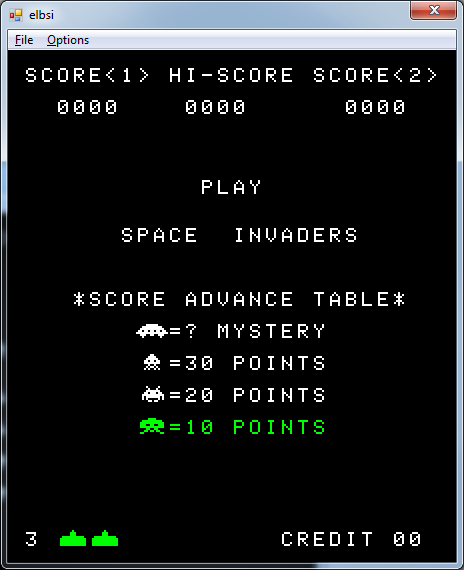 elbsi
File Options
SCORE<1> HI-SCORE SCORE<2>
0000 0000 0000
PLAY
SPACE INVADERS
*SCORE ADVANCE TABLE*
=? MYSTERY
=30 POINTS
=20 POINTS
=10 POINTS
3 CREDIT 00